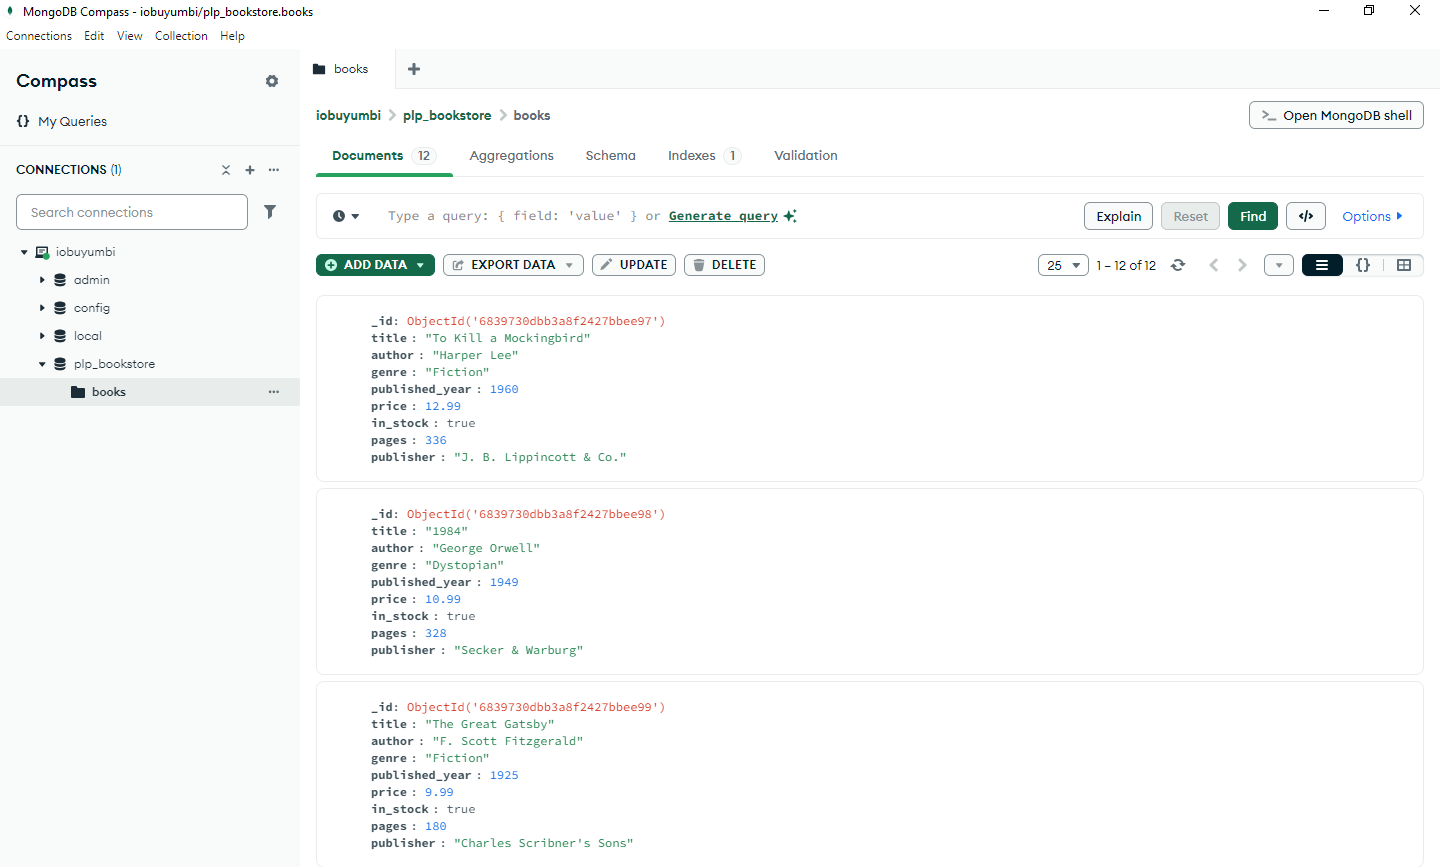 MongoDB Compass - iobuyumbi/plp_bookstore.books
Connections Edit View Collection Help
Compass
My Queries
CONNECTIONS (1)
Search connections
iobuyumbi
admin
config
local
plp_bookstore
books
books
iobuyumbi > plp_bookstore > books
Open MongoDB shell
Documents 12 Aggregations Schema Indexes 1 Validation
Type a query: { field: 'value' } or Generate query
Explain Reset Find </> Options
ADD DATA EXPORT DATA UPDATE DELETE
25 1 – 12 of 12 {}
_id: ObjectId('6839730dbb3a8f2427bbee97')
title : "To Kill a Mockingbird"
author : "Harper Lee"
genre : "Fiction"
published_year : 1960
price : 12.99
in_stock : true
pages : 336
publisher : "J. B. Lippincott & Co."
_id: ObjectId('6839730dbb3a8f2427bbee98')
title : "1984"
author : "George Orwell"
genre : "Dystopian"
published_year : 1949
price : 10.99
in_stock : true
pages : 328
publisher : "Secker & Warburg"
_id: ObjectId('6839730dbb3a8f2427bbee99')
title : "The Great Gatsby"
author : "F. Scott Fitzgerald"
genre : "Fiction"
published_year : 1925
price : 9.99
in_stock : true
pages : 180
publisher : "Charles Scribner's Sons"